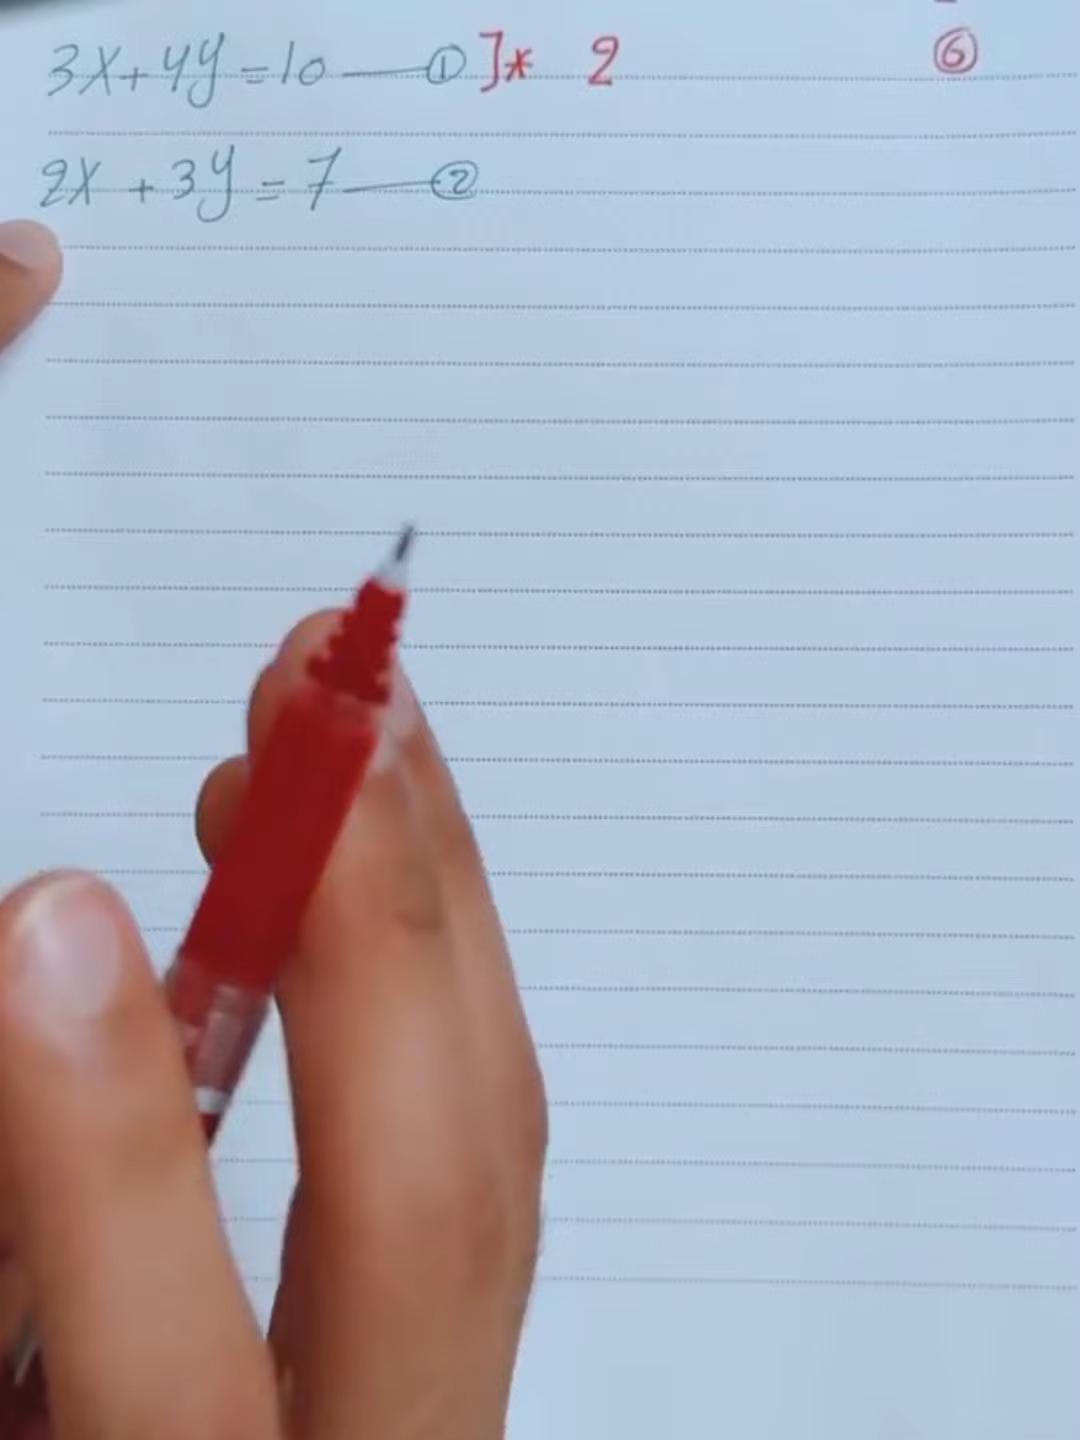 3x+4y=10 — ① ]* 2 ⑥
2x+3y=7 — ②